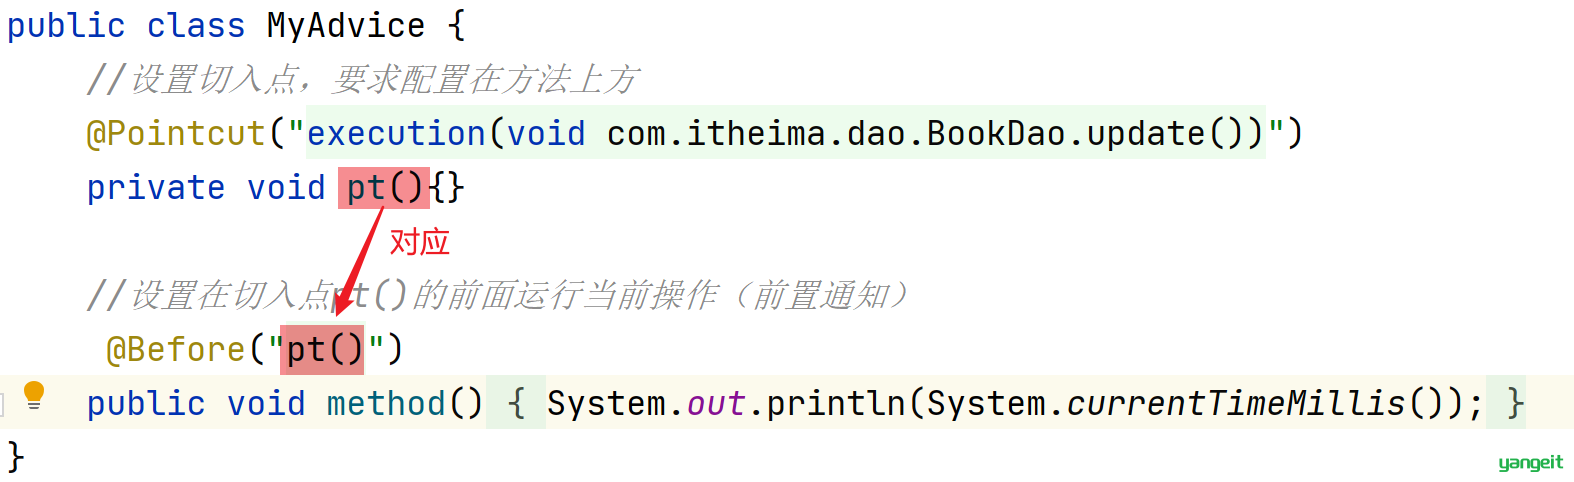 public class MyAdvice {
//设置切入点，要求配置在方法上方
@Pointcut("execution(void com.itheima.dao.BookDao.update())")
private void pt(){}
对应
//设置在切入点pt()的前面运行当前操作（前置通知）
@Before("pt()")
public void method() { System.out.println(System.currentTimeMillis()); }
}
yangeit